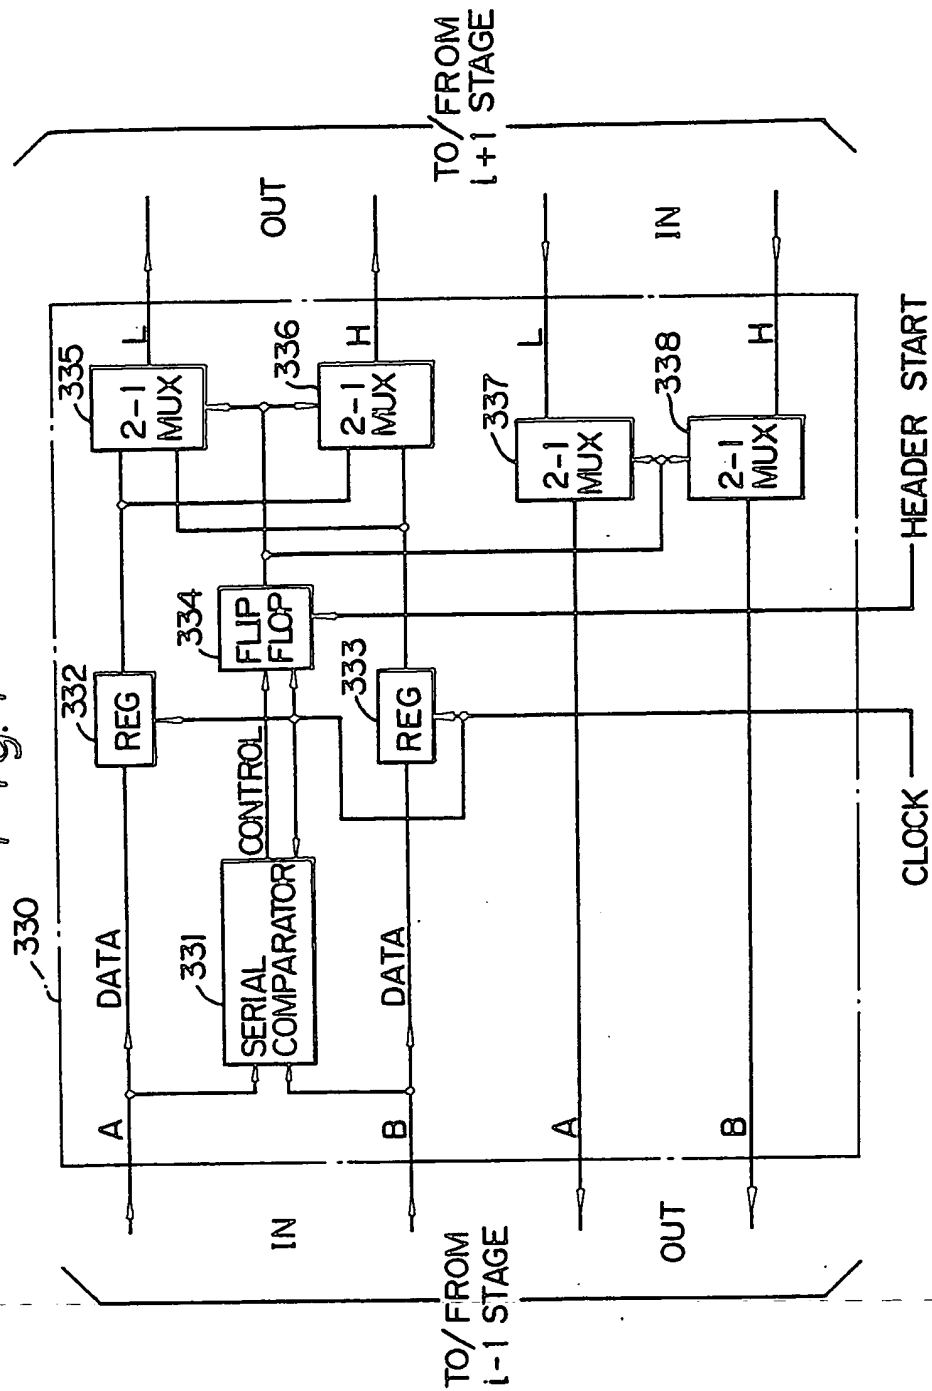 330
TO/FROM
i-1 STAGE
IN
OUT
A
DATA
B
DATA
A
B
331
SERIAL
COMPARATOR
CONTROL
332
REG
333
REG
334
FLIP
FLOP
335
2-1
MUX
L
336
2-1
MUX
H
OUT
337
2-1
MUX
L
338
2-1
MUX
H
IN
TO/FROM
i+1 STAGE
CLOCK
HEADER START